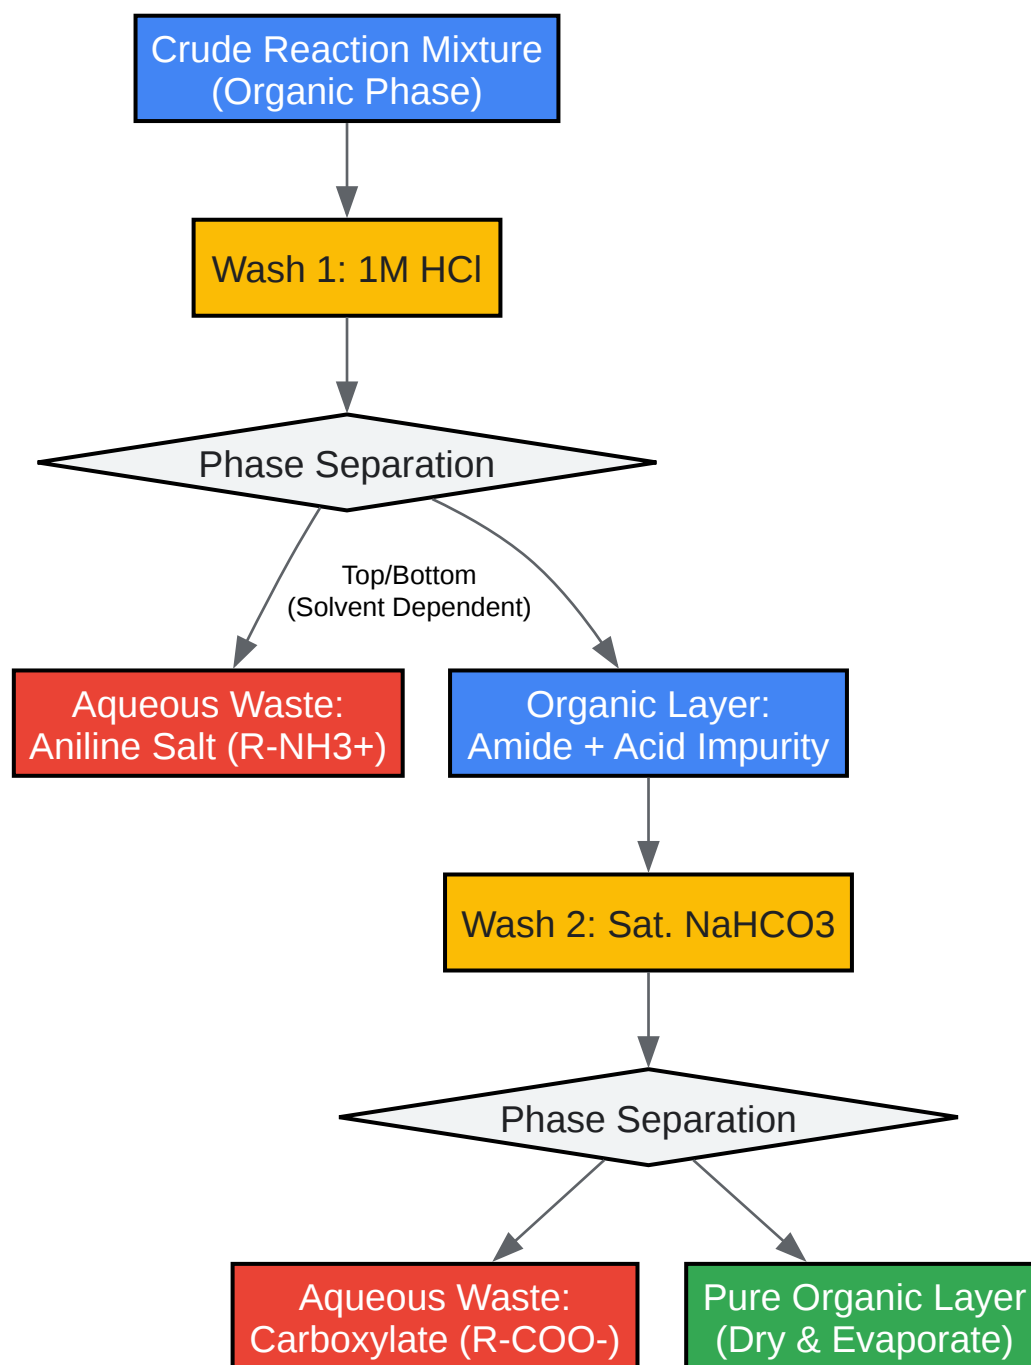 Crude Reaction Mixture
(Organic Phase)
Wash 1: 1M HCl
Phase Separation
Top/Bottom
(Solvent Dependent)
Aqueous Waste:
Aniline Salt (R-NH3+)
Organic Layer:
Amide + Acid Impurity
Wash 2: Sat. NaHCO3
Phase Separation
Aqueous Waste:
Carboxylate (R-COO-)
Pure Organic Layer
(Dry & Evaporate)